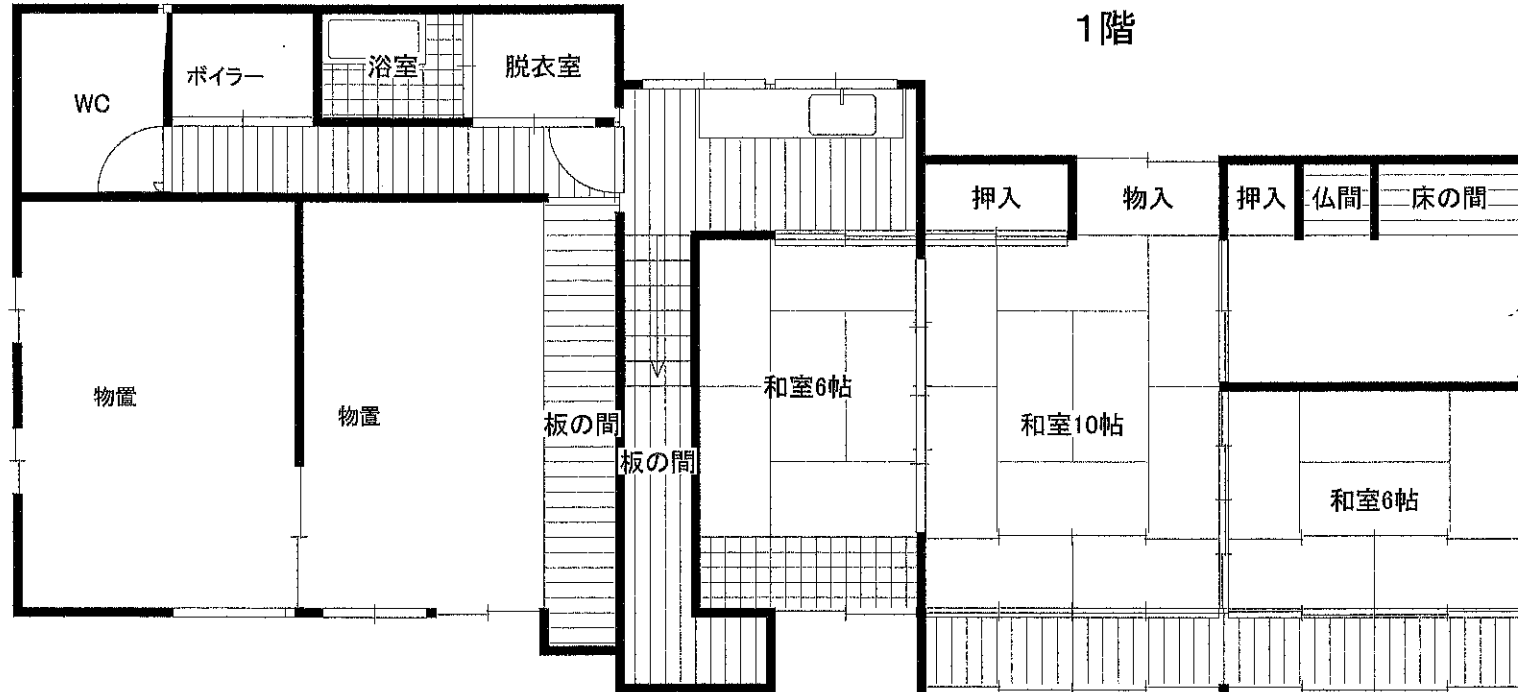 1階
WC
ボイラー
浴室
脱衣室
押入
物入
押入
仏間
床の間
物置
物置
板の間
板の間
和室6帖
和室10帖
和室6帖